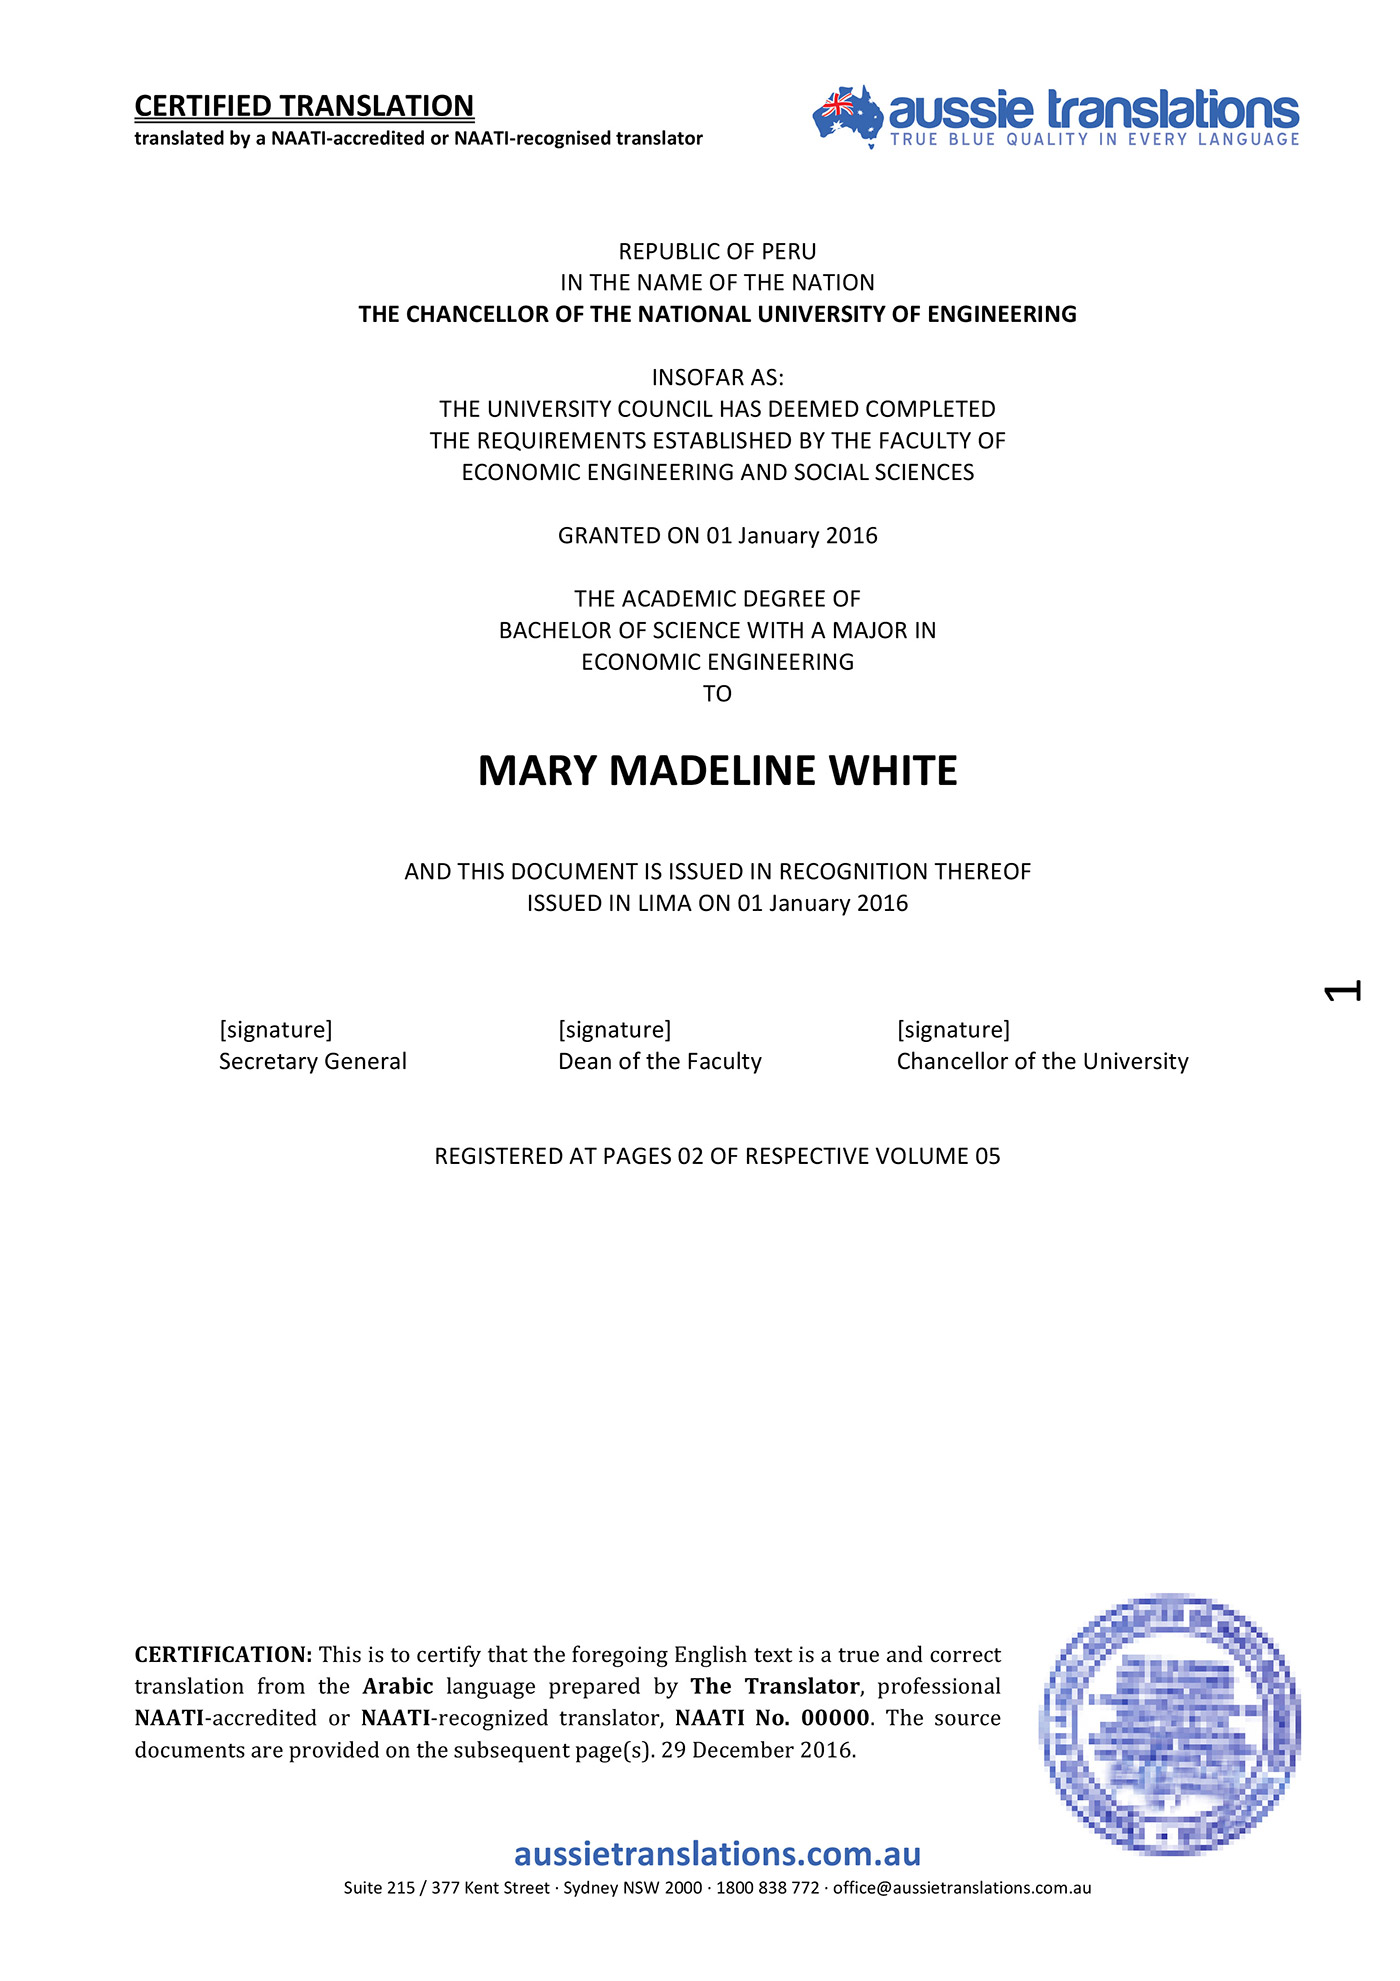 CERTIFIED TRANSLATION
translated by a NAATI-accredited or NAATI-recognised translator
aussie translations
TRUE BLUE QUALITY IN EVERY LANGUAGE
REPUBLIC OF PERU
IN THE NAME OF THE NATION
THE CHANCELLOR OF THE NATIONAL UNIVERSITY OF ENGINEERING
INSOFAR AS:
THE UNIVERSITY COUNCIL HAS DEEMED COMPLETED
THE REQUIREMENTS ESTABLISHED BY THE FACULTY OF
ECONOMIC ENGINEERING AND SOCIAL SCIENCES
GRANTED ON 01 January 2016
THE ACADEMIC DEGREE OF
BACHELOR OF SCIENCE WITH A MAJOR IN
ECONOMIC ENGINEERING
TO
MARY MADELINE WHITE
AND THIS DOCUMENT IS ISSUED IN RECOGNITION THEREOF
ISSUED IN LIMA ON 01 January 2016
1
[signature] [signature] [signature]
Secretary General Dean of the Faculty Chancellor of the University
REGISTERED AT PAGES 02 OF RESPECTIVE VOLUME 05
CERTIFICATION: This is to certify that the foregoing English text is a true and correct
translation from the Arabic language prepared by The Translator, professional
NAATI-accredited or NAATI-recognized translator, NAATI No. 00000. The source
documents are provided on the subsequent page(s). 29 December 2016.
aussietranslations.com.au
Suite 215 / 377 Kent Street · Sydney NSW 2000 · 1800 838 772 · office@aussietranslations.com.au